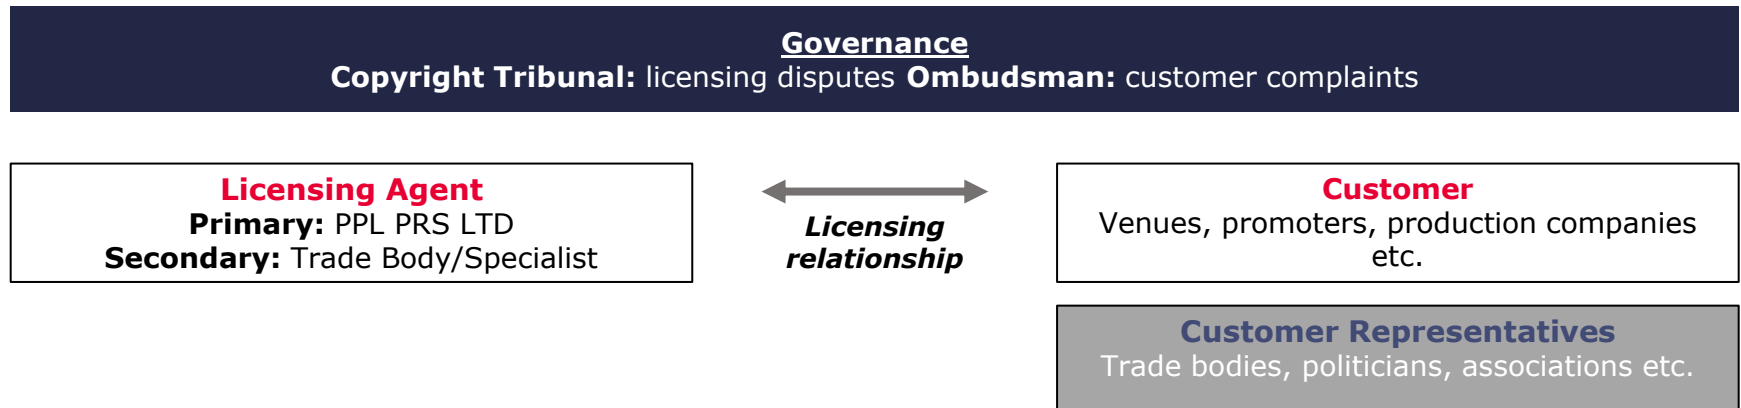 Governance
Copyright Tribunal: licensing disputes Ombudsman: customer complaints
Licensing Agent
Primary: PPL PRS LTD
Secondary: Trade Body/Specialist
Licensing
relationship
Customer
Venues, promoters, production companies
etc.
Customer Representatives
Trade bodies, politicians, associations etc.